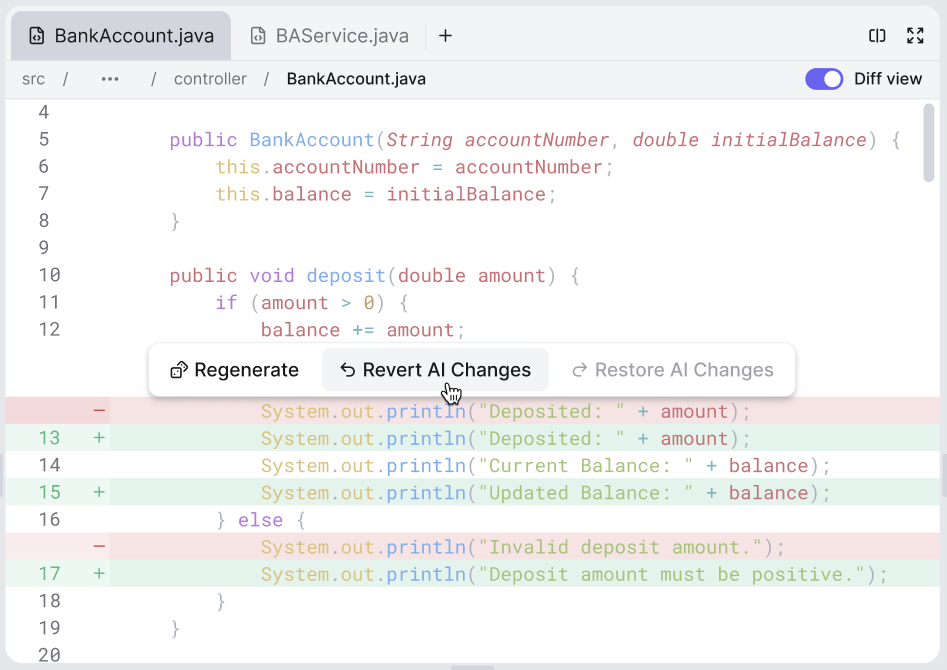 BankAccount.java BAService.java +
src / ··· / controller / BankAccount.java Diff view
4
5 public BankAccount(String accountNumber, double initialBalance) {
6 this.accountNumber = accountNumber;
7 this.balance = initialBalance;
8 }
9
10 public void deposit(double amount) {
11 if (amount > 0) {
12 balance += amount;
Regenerate Revert AI Changes Restore AI Changes
− System.out.println("Deposited: " + amount);
13 + System.out.println("Deposited: " + amount);
14 System.out.println("Current Balance: " + balance);
15 + System.out.println("Updated Balance: " + balance);
16 } else {
− System.out.println("Invalid deposit amount.");
17 + System.out.println("Deposit amount must be positive.");
18 }
19 }
20